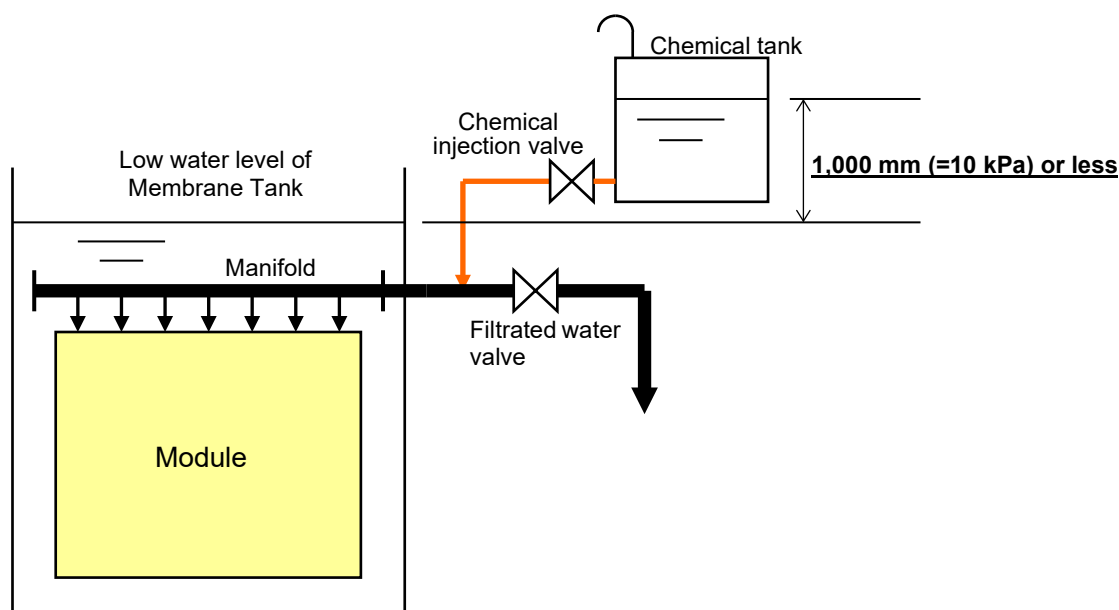 Chemical tank
Chemical
injection valve
Low water level of
Membrane Tank
1,000 mm (=10 kPa) or less
Manifold
Filtrated water
valve
Module